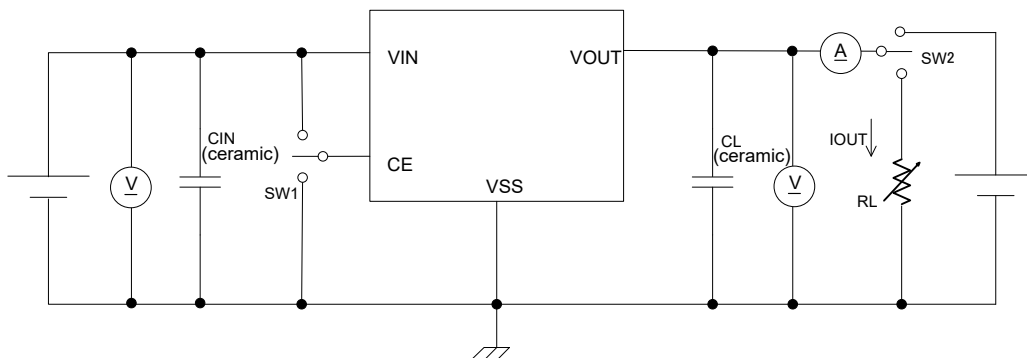 VIN
VOUT
A
SW2
CIN
(ceramic)
CL
(ceramic)
IOUT
CE
V
SW1
VSS
V
RL